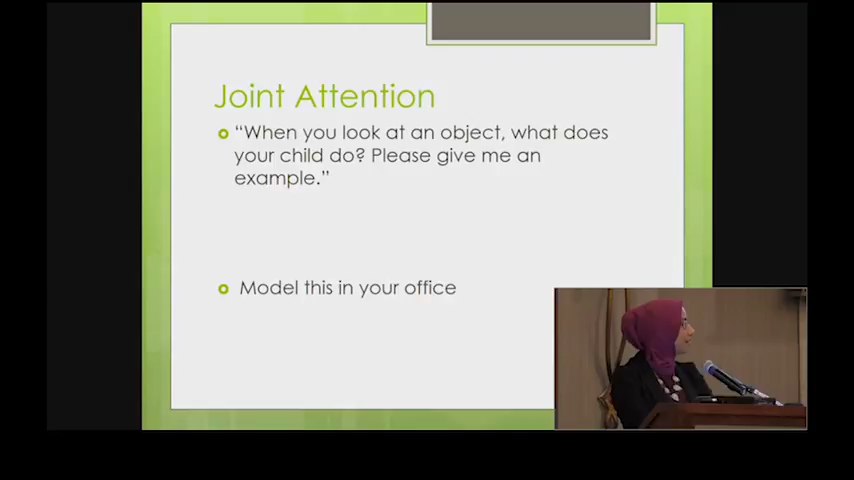 Joint Attention
“When you look at an object, what does
your child do? Please give me an
example.”
Model this in your office